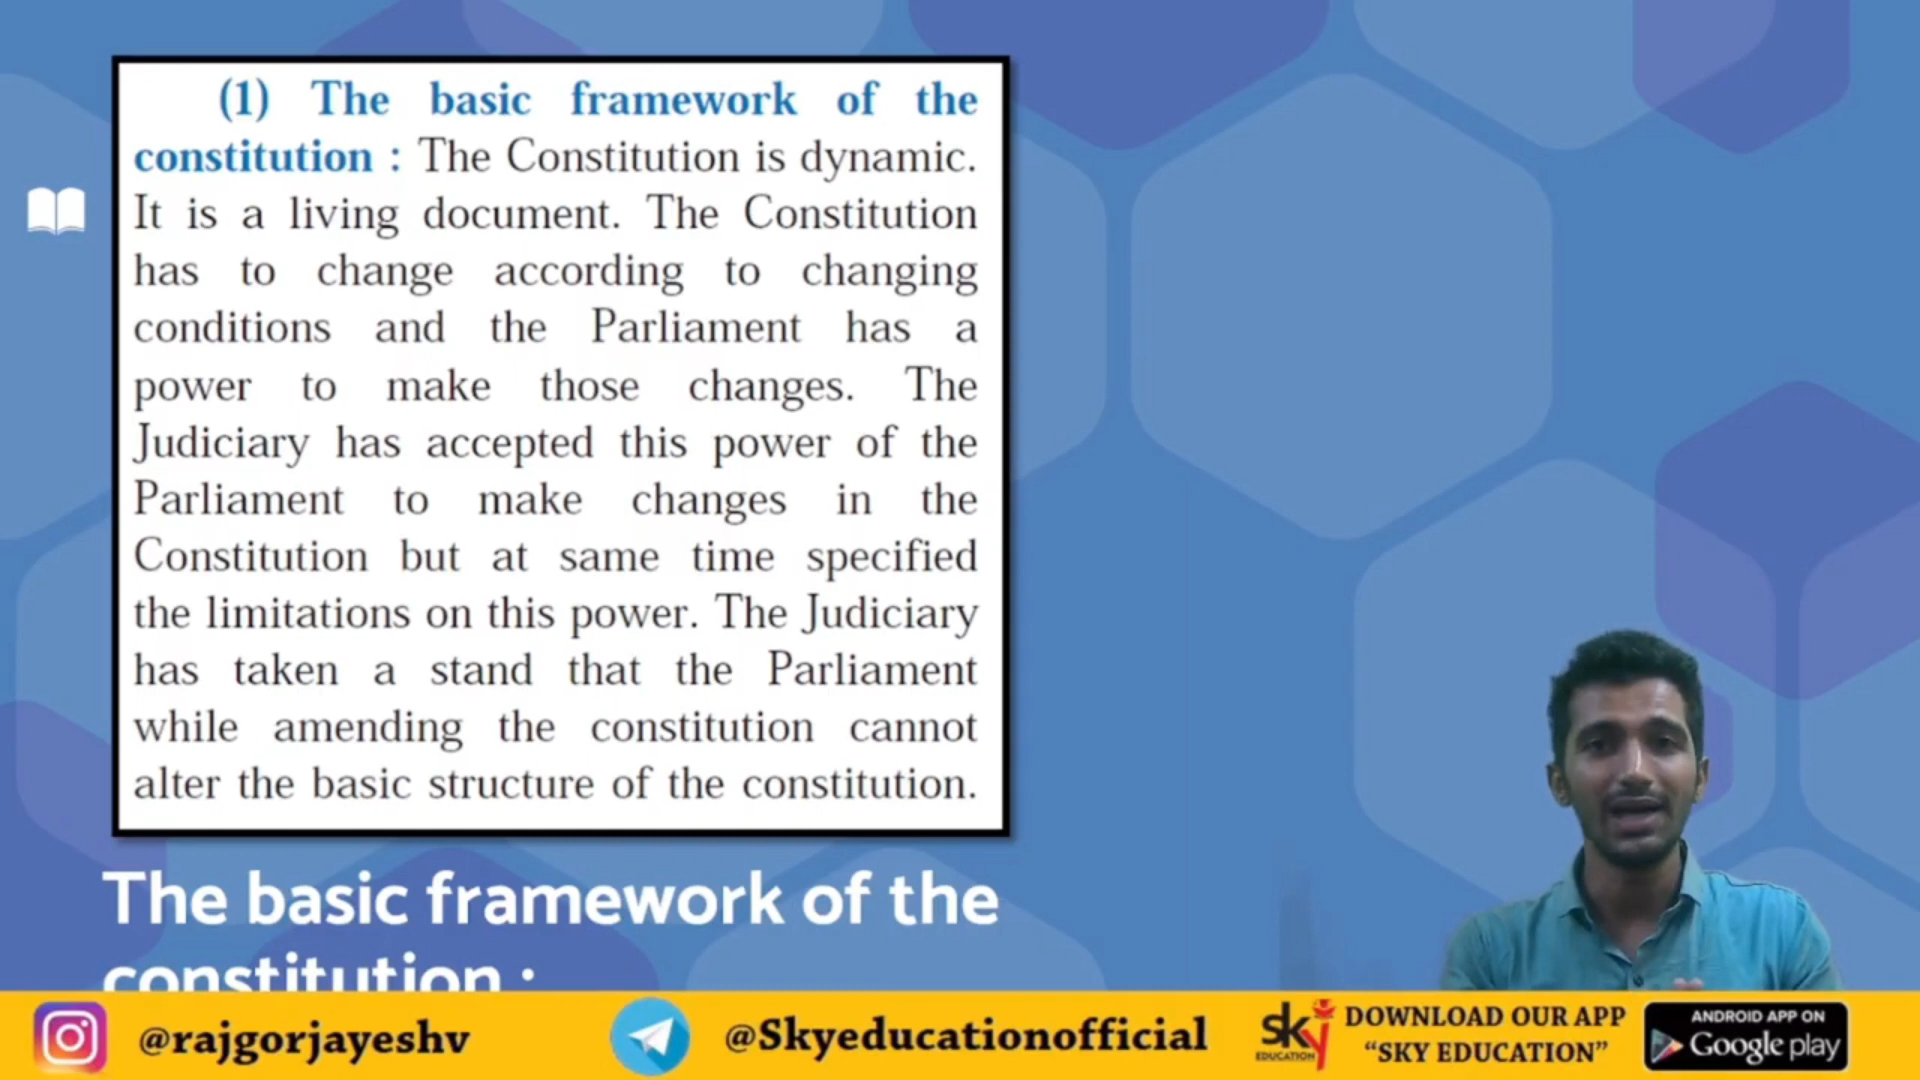 (1) The basic framework of the
constitution : The Constitution is dynamic.
It is a living document. The Constitution
has to change according to changing
conditions and the Parliament has a
power to make those changes. The
Judiciary has accepted this power of the
Parliament to make changes in the
Constitution but at same time specified
the limitations on this power. The Judiciary
has taken a stand that the Parliament
while amending the constitution cannot
alter the basic structure of the constitution.
The basic framework of the
constitution :
@rajgorjayeshv
@Skyeducationofficial
sky
EDUCATION
DOWNLOAD OUR APP
“SKY EDUCATION”
ANDROID APP ON
Google play